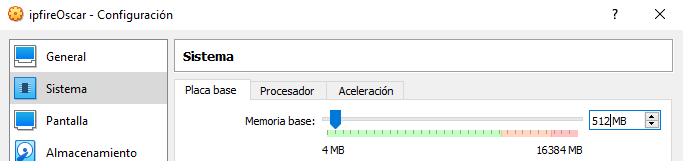 ipfireOscar - Configuración
General
Sistema
Pantalla
Almacenamiento
Sistema
Placa base
Procesador
Aceleración
Memoria base:
512 MB
4 MB
16384 MB